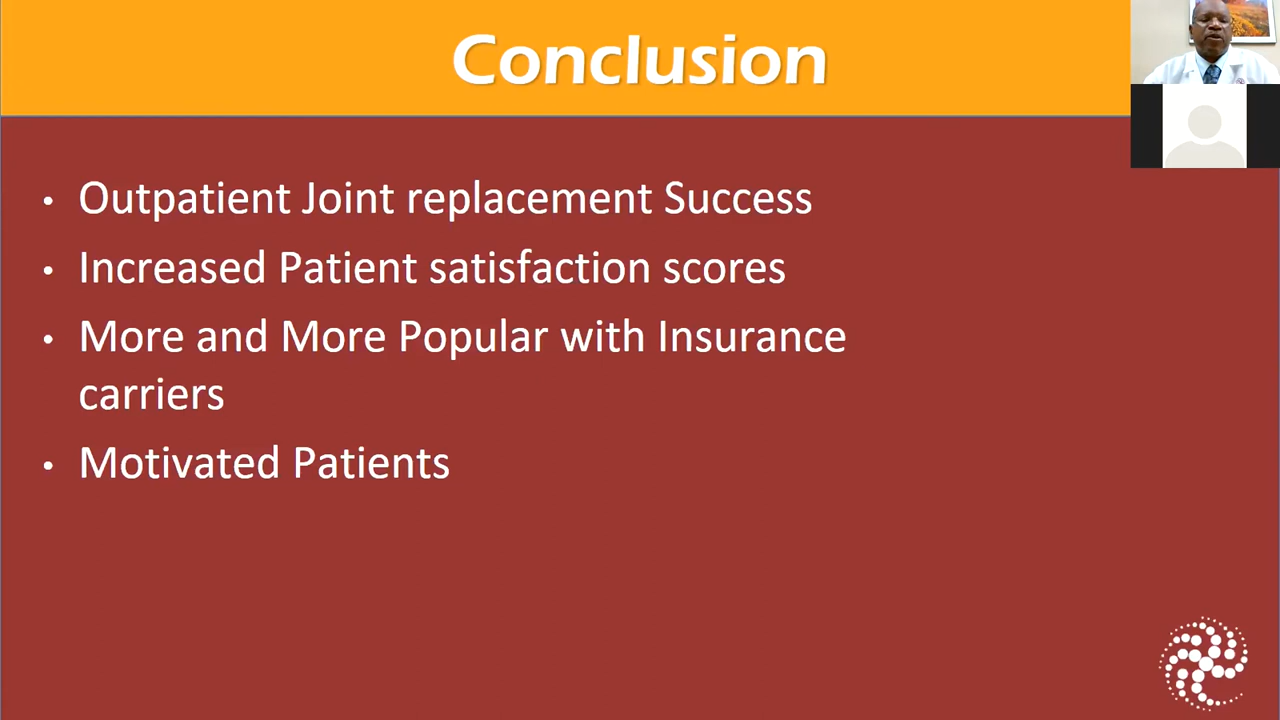 Conclusion
• Outpatient Joint replacement Success
• Increased Patient satisfaction scores
• More and More Popular with Insurance
carriers
• Motivated Patients